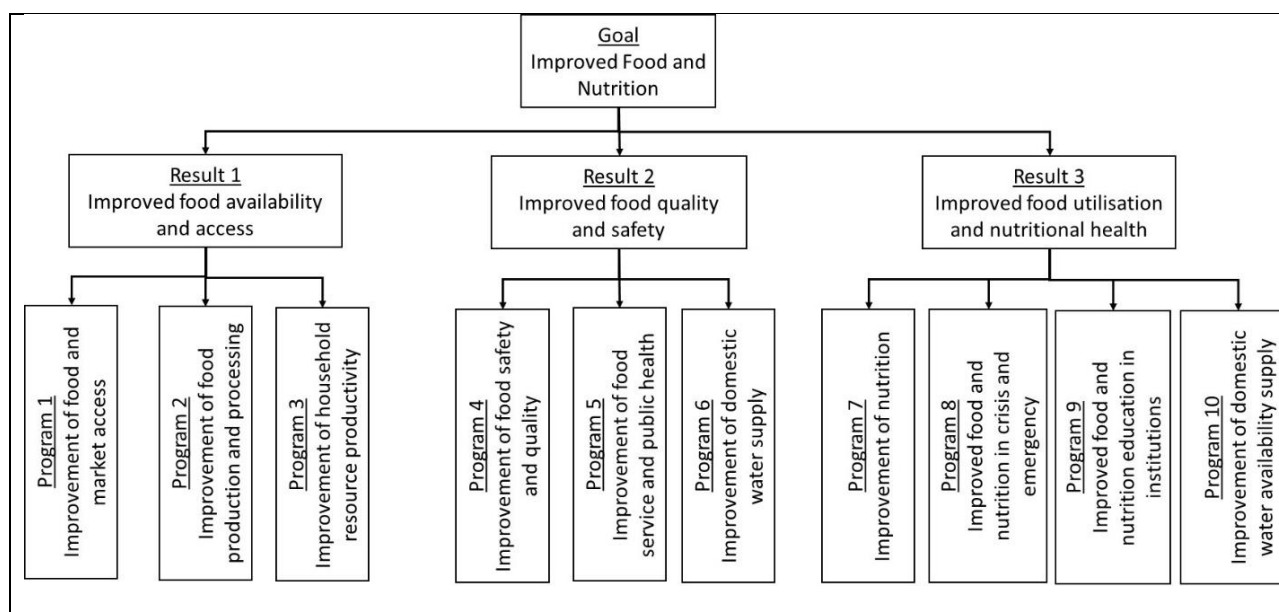 Goal
Improved Food and
Nutrition
Result 1
Improved food availability
and access
Result 2
Improved food quality
and safety
Result 3
Improved food utilisation
and nutritional health
Program 1
Improvement of food and
market access
Program 2
Improvement of food
production and processing
Program 3
Improvement of household
resource productivity
Program 4
Improvement of food safety
and quality
Program 5
Improvement of food
service and public health
Program 6
Improvement of domestic
water supply
Program 7
Improvement of nutrition
Program 8
Improved food and
nutrition in crisis and
emergency
Program 9
Improved food and
nutrition education in
institutions
Program 10
Improvement of domestic
water availability supply